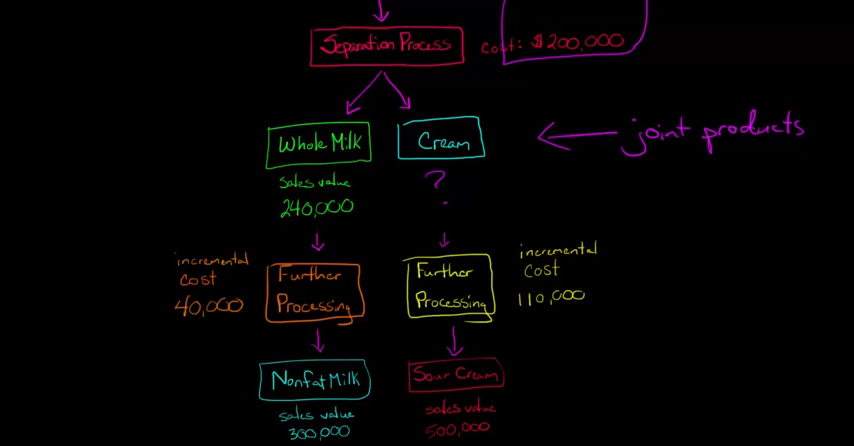 Separation Process
Cost: $200,000
Whole Milk
Cream
joint products
sales value
240,000
?
incremental
cost
40,000
Further
Processing
Further
Processing
incremental
cost
110,000
Nonfat Milk
Sour Cream
sales value
300,000
sales value
500,000